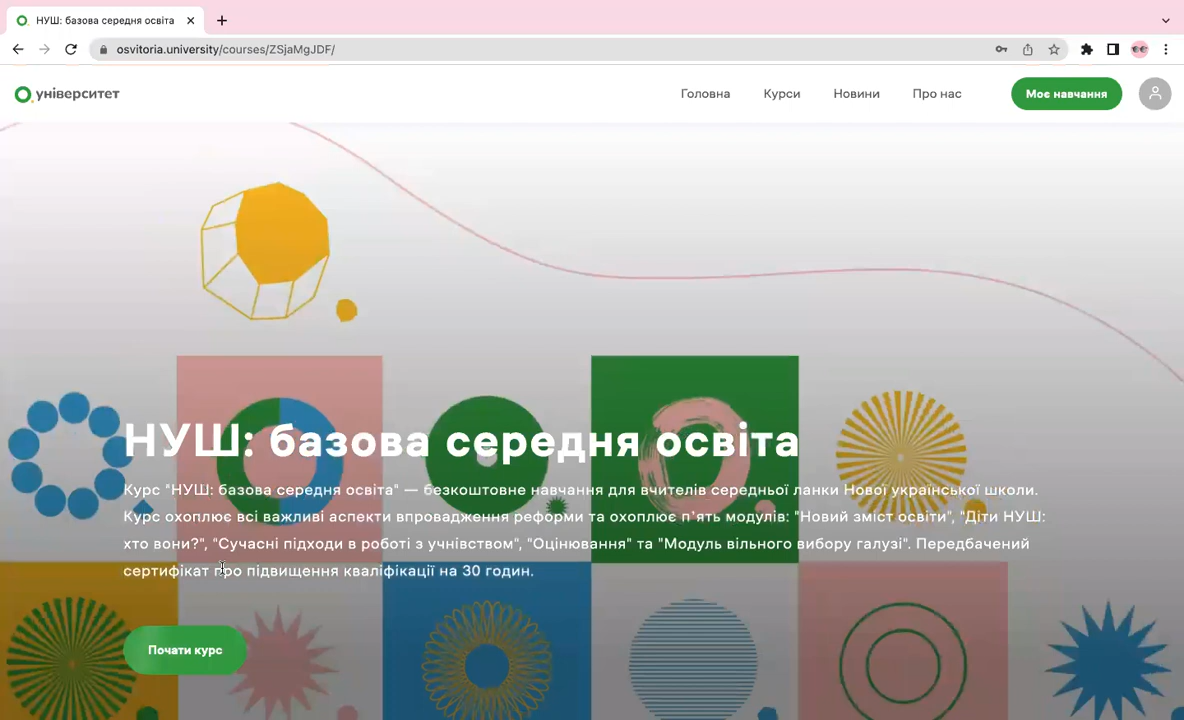 НУШ: базова середня освіта
osvitoria.university/courses/ZSjaMgJDF/
університет
Головна
Курси
Новини
Про нас
Моє навчання
НУШ: базова середня освіта
Курс "НУШ: базова середня освіта" — безкоштовне навчання для вчителів середньої ланки Нової української школи.
Курс охоплює всі важливі аспекти впровадження реформи та охоплює п'ять модулів: "Новий зміст освіти", "Діти НУШ:
хто вони?", "Сучасні підходи в роботі з учнівством", "Оцінювання" та "Модуль вільного вибору галузі". Передбачений
сертифікат про підвищення кваліфікації на 30 годин.
Почати курс